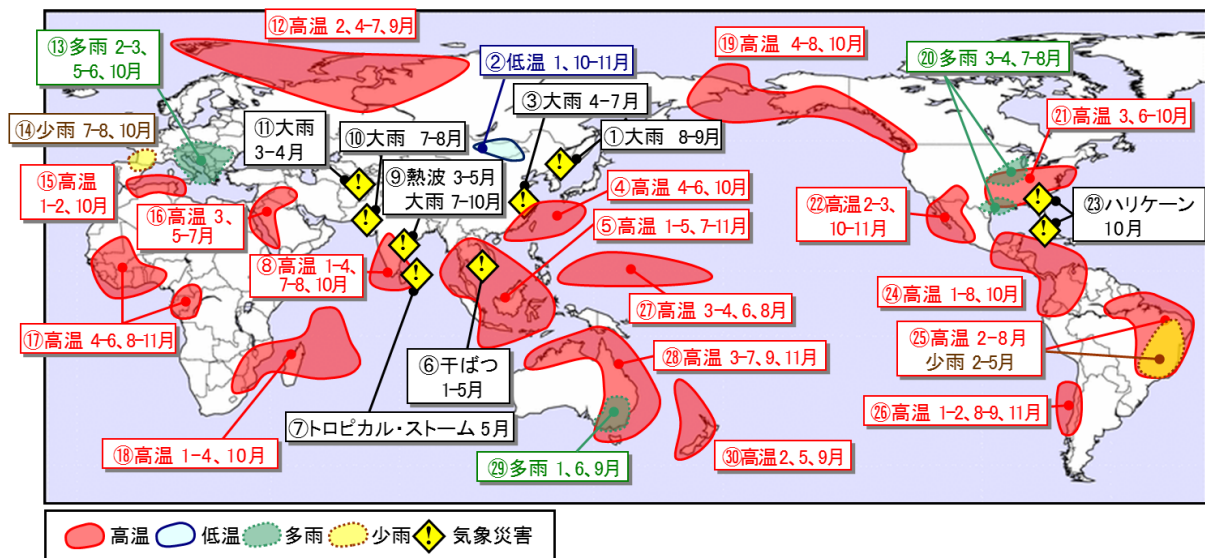 ⑫高温 2、4-7、9月
⑬多雨 2-3、
5-6、10月
②低温 1、10-11月
⑲高温 4-8、10月
⑳多雨 3-4、7-8月
③大雨 4-7月
⑭少雨 7-8、10月
⑪大雨
3-4月
⑩大雨 7-8月
①大雨 8-9月
㉑高温 3、6-10月
⑨熱波 3-5月
大雨 7-10月
⑮高温
1-2、10月
④高温 4-6、10月
⑯高温 3、
5-7月
⑤高温 1-5、7-11月
㉒高温2-3、
10-11月
㉓ハリケーン
10月
⑧高温 1-4、
7-8、10月
㉔高温 1-8、10月
㉗高温 3-4、6、8月
⑰高温 4-6、8-11月
㉕高温 2-8月
少雨 2-5月
㉘高温 3-7、9、11月
⑥干ばつ
1-5月
㉖高温 1-2、8-9、11月
⑦トロピカル・ストーム 5月
⑱高温 1-4、10月
㉙多雨 1、6、9月
㉚高温2、5、9月
高温 低温 多雨 少雨 気象災害